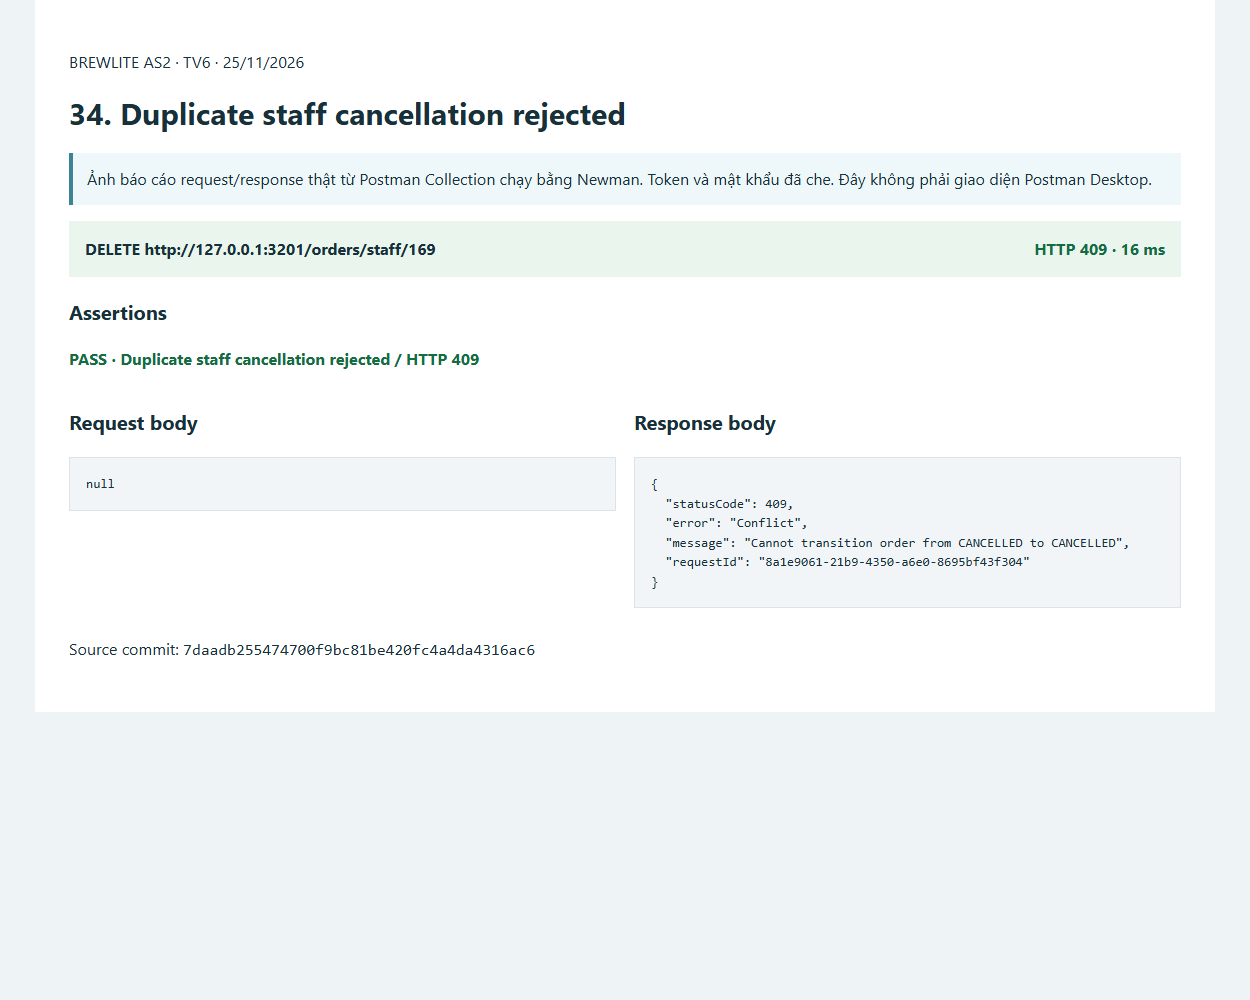 BREWLITE AS2 · TV6 · 25/11/2026
34. Duplicate staff cancellation rejected
Ảnh báo cáo request/response thật từ Postman Collection chạy bằng Newman. Token và mật khẩu đã che. Đây không phải giao diện Postman Desktop.
DELETE http://127.0.0.1:3201/orders/staff/169
HTTP 409 · 16 ms
Assertions
PASS · Duplicate staff cancellation rejected / HTTP 409
Request body
null
Response body
{
  "statusCode": 409,
  "error": "Conflict",
  "message": "Cannot transition order from CANCELLED to CANCELLED",
  "requestId": "8a1e9061-21b9-4350-a6e0-8695bf43f304"
}
Source commit: 7daadb255474700f9bc81be420fc4a4da4316ac6